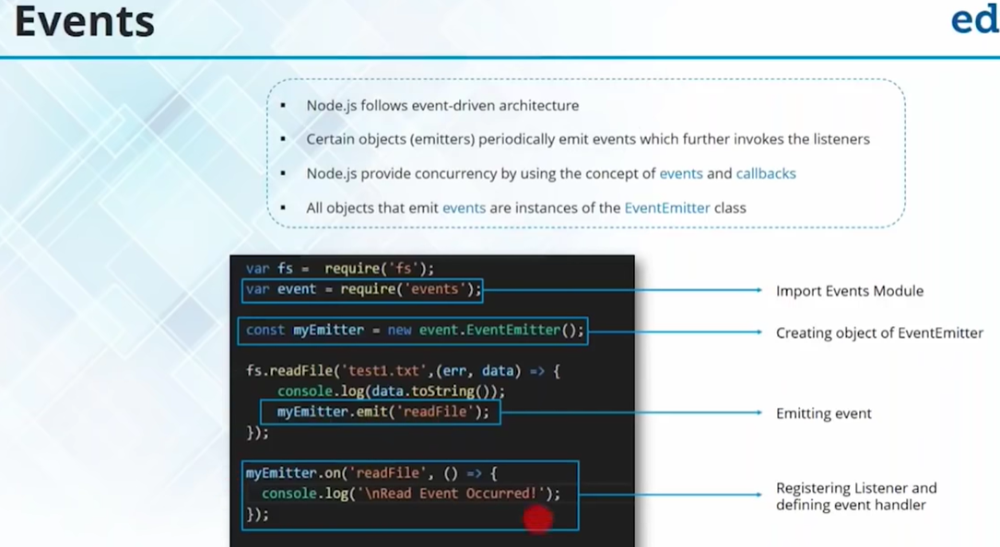 Events
ed
Node.js follows event-driven architecture
Certain objects (emitters) periodically emit events which further invokes the listeners
Node.js provide concurrency by using the concept of events and callbacks
All objects that emit events are instances of the EventEmitter class
var fs =  require('fs');
var event = require('events');
Import Events Module
const myEmitter = new event.EventEmitter();
Creating object of EventEmitter
fs.readFile('test1.txt',(err, data) => {
console.log(data.toString());
myEmitter.emit('readFile');
Emitting event
});
myEmitter.on('readFile', () => {
console.log('\nRead Event Occurred!');
});
Registering Listener and
defining event handler